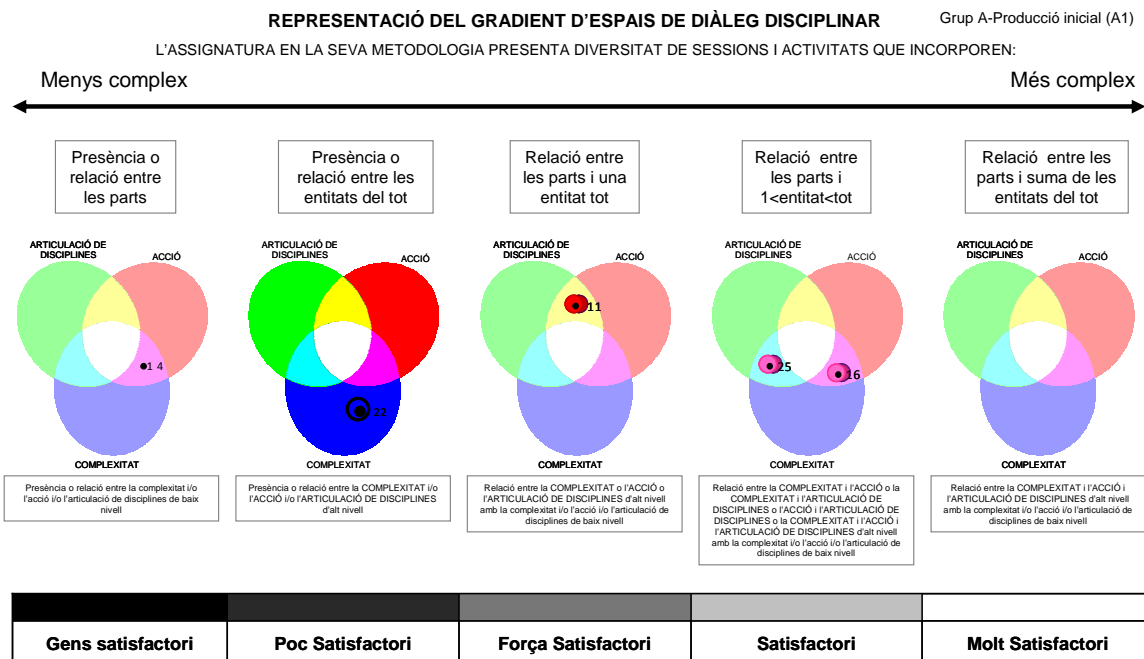 REPRESENTACIÓ DEL GRADIENT D'ESPAIS DE DIÀLEG DISCIPLINAR
Grup A-Producció inicial (A1)
L'ASSIGNATURA EN LA SEVA METODOLOGIA PRESENTA DIVERSITAT DE SESSIONS I ACTIVITATS QUE INCORPOREN:
Menys complex
Més complex
Presència o
relació entre
les parts
Presència o
relació entre les
entitats del tot
Relació entre
les parts i una
entitat tot
Relació entre
les parts i
1<entitat<tot
Relació entre les
parts i suma de les
entitats del tot
ARTICULACIÓ DE
DISCIPLINES
ACCIÓ
1 4
COMPLEXITAT
ARTICULACIÓ DE
DISCIPLINES
ACCIÓ
22
COMPLEXITAT
ARTICULACIÓ DE
DISCIPLINES
ACCIÓ
11
COMPLEXITAT
ARTICULACIÓ DE
DISCIPLINES
ACCIÓ
25
16
COMPLEXITAT
ARTICULACIÓ DE
DISCIPLINES
ACCIÓ
COMPLEXITAT
Presència o relació entre la complexitat i/o
l'acció i/o l'articulació de disciplines de baix
nivell
Presència o relació entre la COMPLEXITAT i/o
l'ACCIÓ i/o l'ARTICULACIÓ DE DISCIPLINES
d'alt nivell
Relació entre la COMPLEXITAT o l'ACCIÓ o
l'ARTICULACIÓ DE DISCIPLINES d'alt nivell
amb la complexitat i/o l'acció i/o l'articulació de
disciplines de baix nivell
Relació entre la COMPLEXITAT i l'ACCIÓ o la
COMPLEXITAT i l'ARTICULACIÓ DE
DISCIPLINES o l'ACCIÓ i l'ARTICULACIÓ DE
DISCIPLINES o la COMPLEXITAT i l'ACCIÓ i
l'ARTICULACIÓ DE DISCIPLINES d'alt nivell
amb la complexitat i/o l'acció i/o l'articulació de
disciplines de baix nivell
Relació entre la COMPLEXITAT i l'ACCIÓ i
l'ARTICULACIÓ DE DISCIPLINES d'alt nivell
amb la complexitat i/o l'acció i/o l'articulació
de disciplines de baix nivell
Gens satisfactori
Poc Satisfactori
Força Satisfactori
Satisfactori
Molt Satisfactori